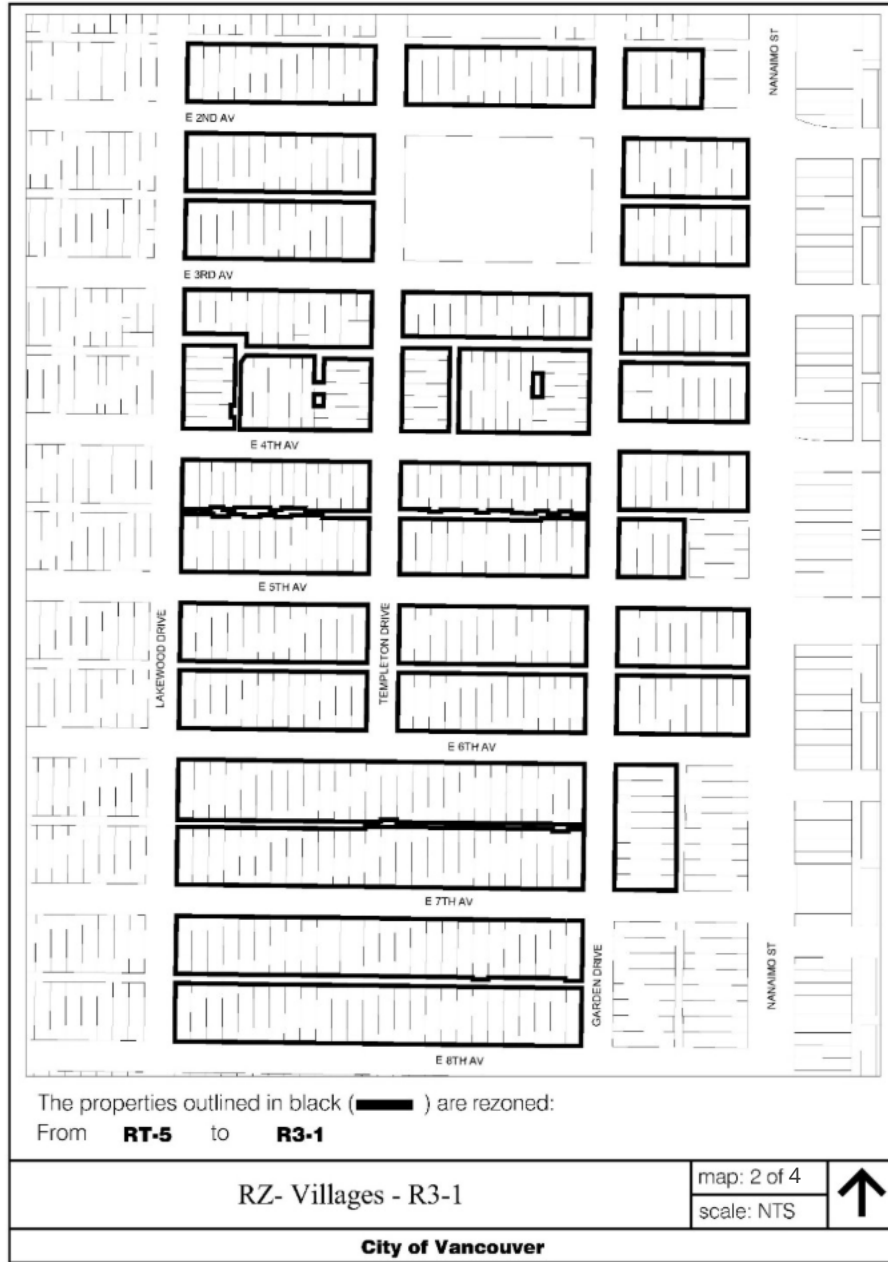 NANAIMO ST
E 2ND AV
E 3RD AV
E 4TH AV
E 5TH AV
LAKEWOOD DRIVE
TEMPLETON DRIVE
E 6TH AV
E 7TH AV
GARDEN DRIVE
NANAIMO ST
E 8TH AV
The properties outlined in black ( ) are rezoned:
From RT-5 to R3-1
RZ- Villages - R3-1
map: 2 of 4
scale: NTS
City of Vancouver